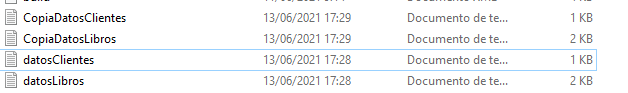 CopiaDatosClientes 13/06/2021 17:29 Documento de te... 1 KB
CopiaDatosLibros 13/06/2021 17:29 Documento de te... 2 KB
datosClientes 13/06/2021 17:28 Documento de te... 1 KB
datosLibros 13/06/2021 17:28 Documento de te... 2 KB